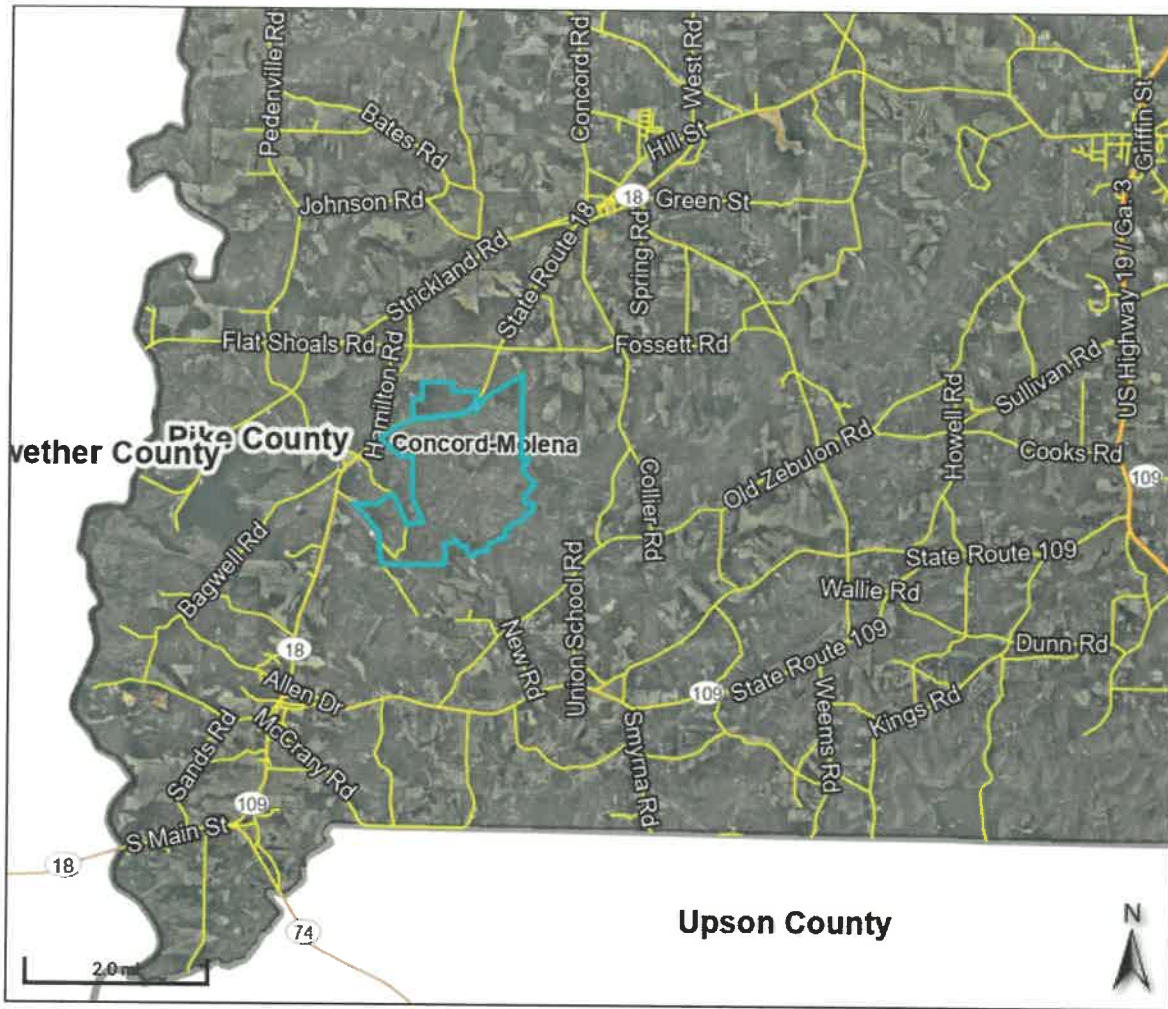 Pedenville Rd
Concord Rd
West Rd
Griffin St
Bates Rd
Hill St
Johnson Rd
18
Green St
Strickland Rd
State Route 18
Spring Rd
US Highway 19 / Ga 3
Flat Shoals Rd
Fossett Rd
Hamilton Rd
Sullivan Rd
Howell Rd
wether County
Pike County
Concord-Molena
Old Zebulon Rd
Cooks Rd
109
Collier Rd
Bagwell Rd
State Route 109
Union School Rd
Wallie Rd
New Rd
Dunn Rd
18
State Route 109
109
Allen Dr
Weems Rd
Kings Rd
McCrary Rd
Sands Rd
Smyrna Rd
109
S Main St
18
74
Upson County
N
2.0 mi